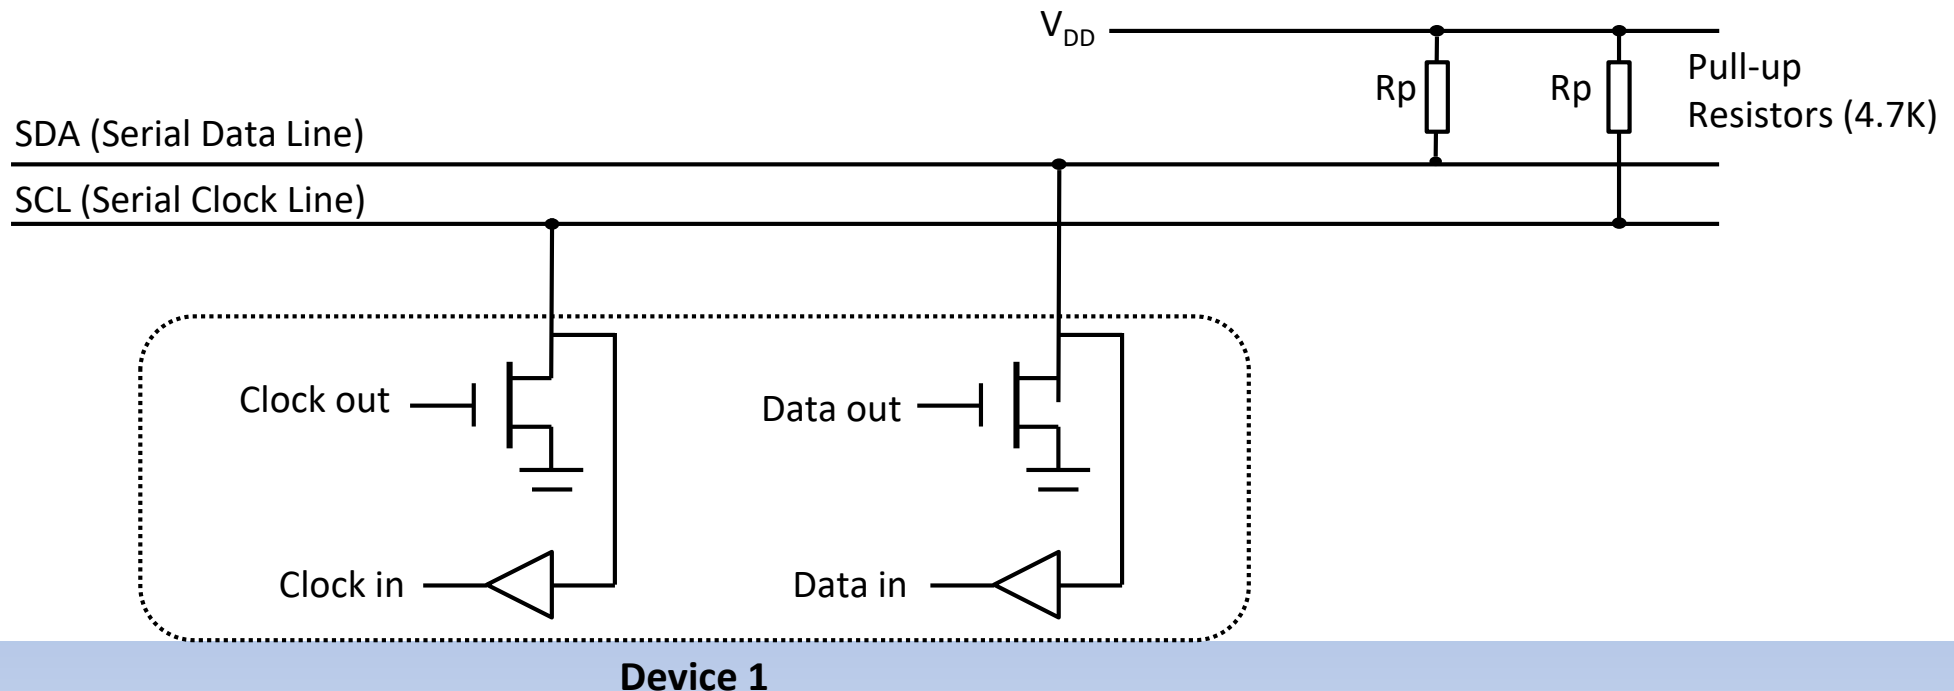 VDD
Rp
Rp
Pull-up
Resistors (4.7K)
SDA (Serial Data Line)
SCL (Serial Clock Line)
Clock out
Data out
Clock in
Data in
Device 1